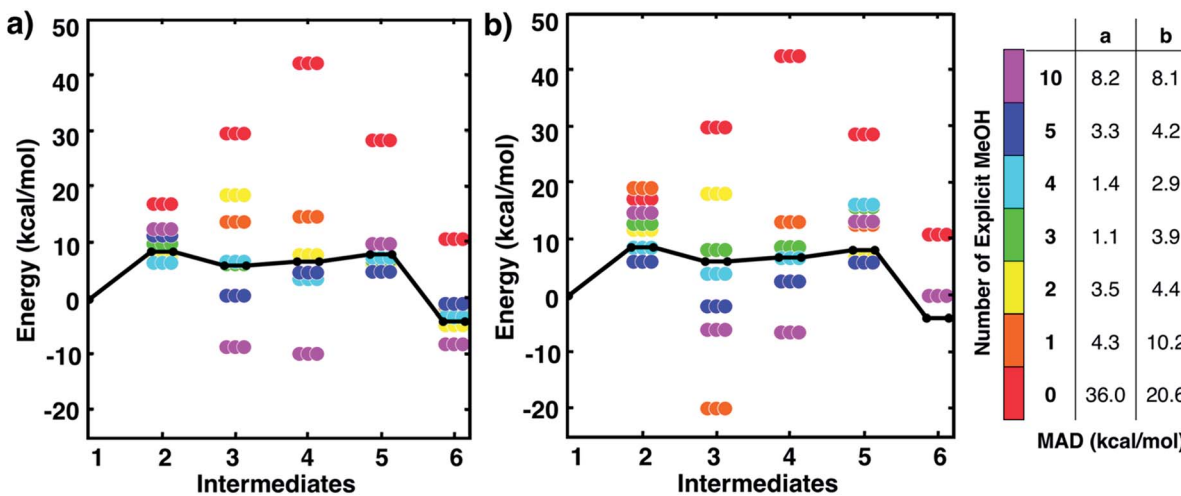 a)
Energy (kcal/mol)
50
40
30
20
10
0
-10
-20
1 2 3 4 5 6
Intermediates
b)
Energy (kcal/mol)
50
40
30
20
10
0
-10
-20
1 2 3 4 5 6
Intermediates
Number of Explicit MeOH
a b
10 8.2 8.1
5 3.3 4.2
4 1.4 2.9
3 1.1 3.9
2 3.5 4.4
1 4.3 10.2
0 36.0 20.6
MAD (kcal/mol)